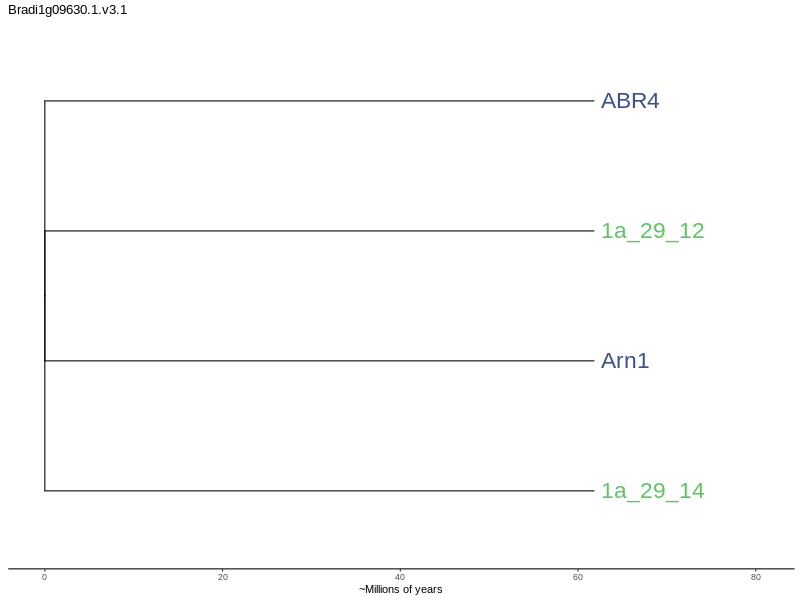 Bradi1g09630.1.v3.1
ABR4
1a_29_12
Arn1
1a_29_14
0 20 40 60 80
~Millions of years